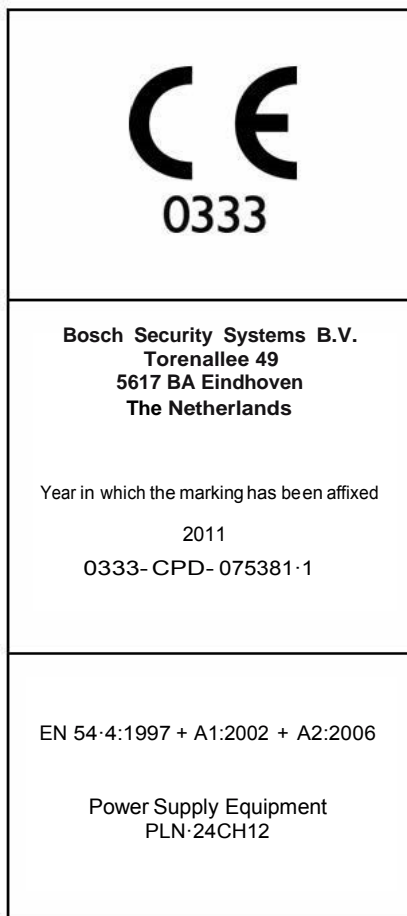 CE
0333
Bosch Security Systems B.V.
Torenallee 49
5617 BA Eindhoven
The Netherlands
Year in which the marking has been affixed
2011
0333-CPD-075381·1
EN 54·4:1997 + A1:2002 + A2:2006
Power Supply Equipment
PLN·24CH12